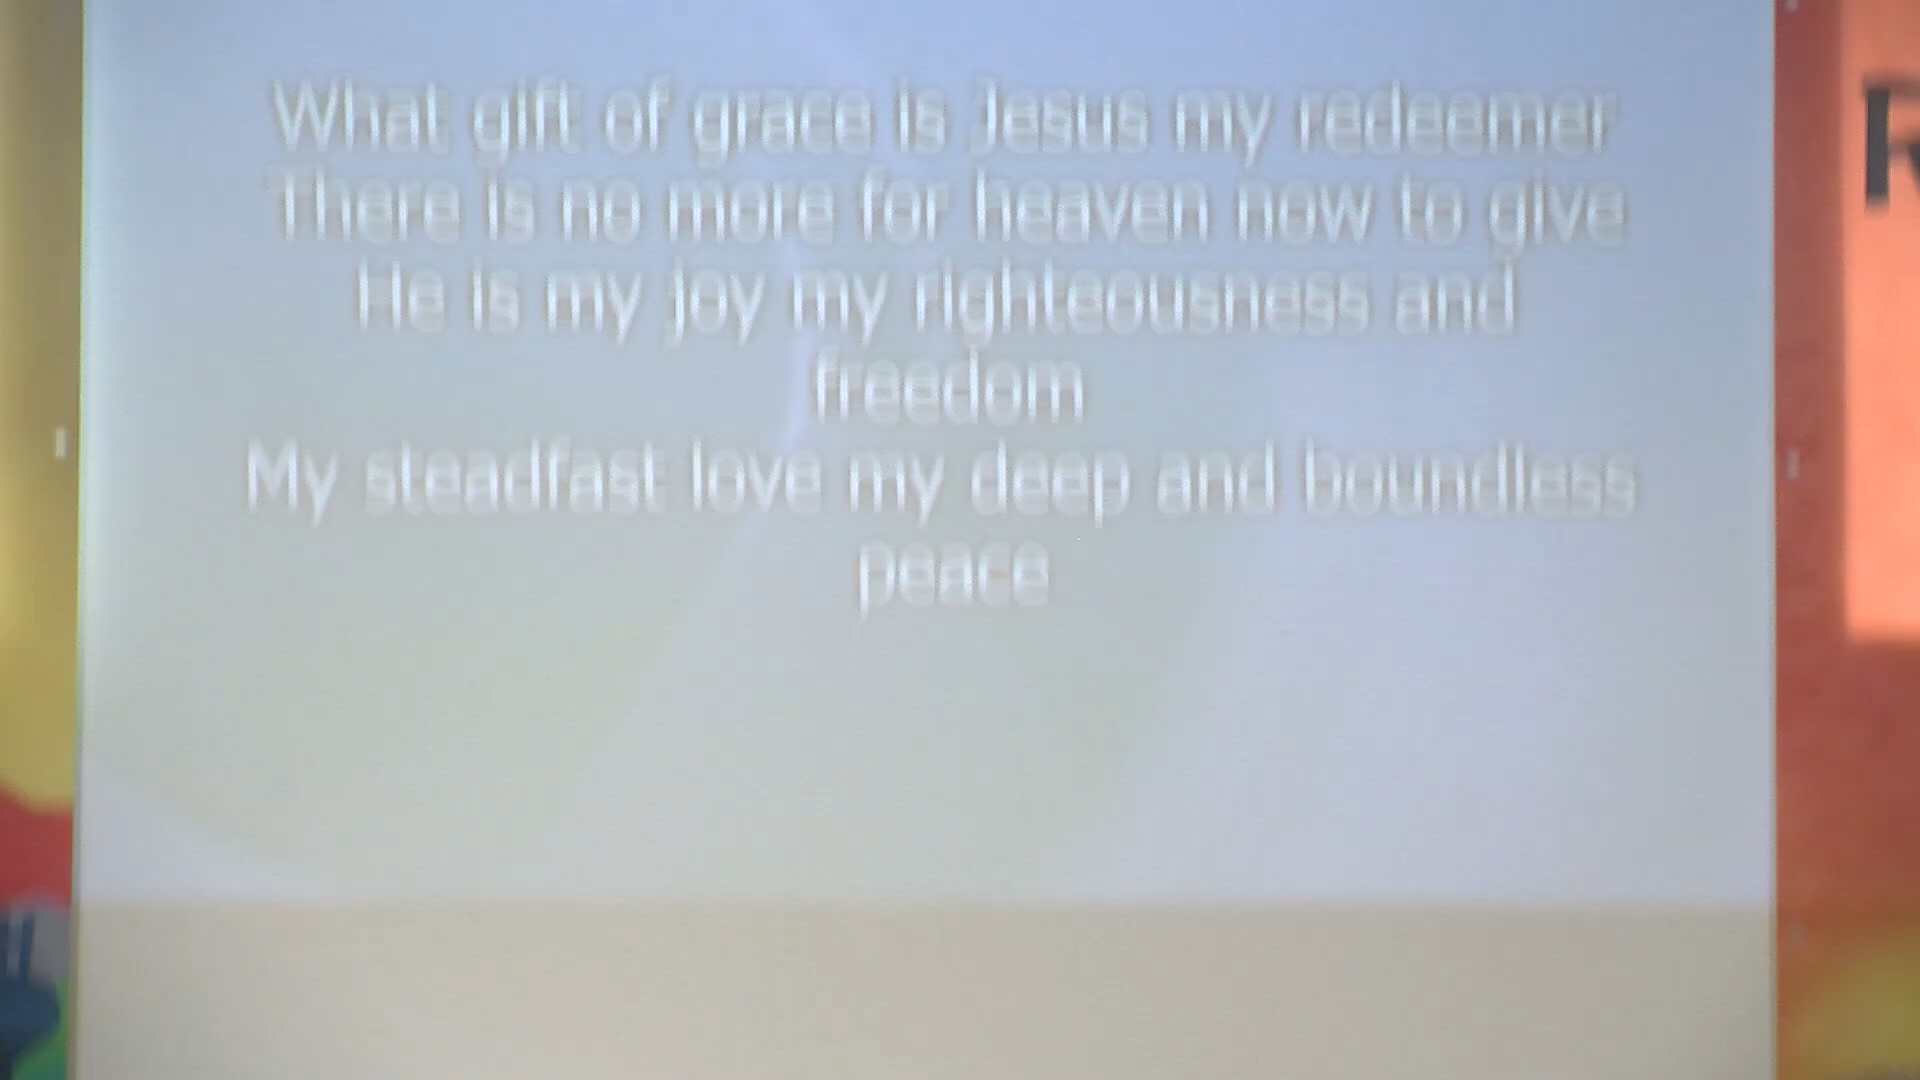 What gift of grace is Jesus my redeemer
There is no more for heaven now to give
He is my joy my righteousness and
freedom
My steadfast love my deep and boundless
peace